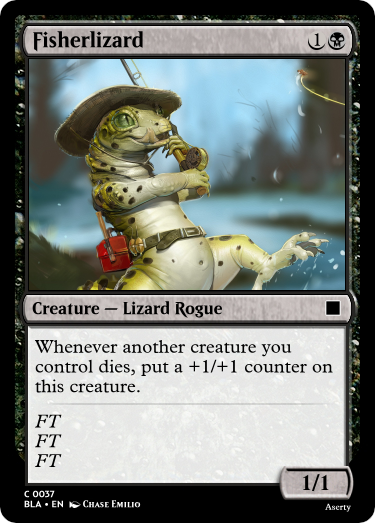 Fisherlizard 1
Creature — Lizard Rogue
Whenever another creature you
control dies, put a +1/+1 counter on
this creature.
FT
FT
FT
1/1
C 0037
BLA • EN Chase Emilio
Aserty